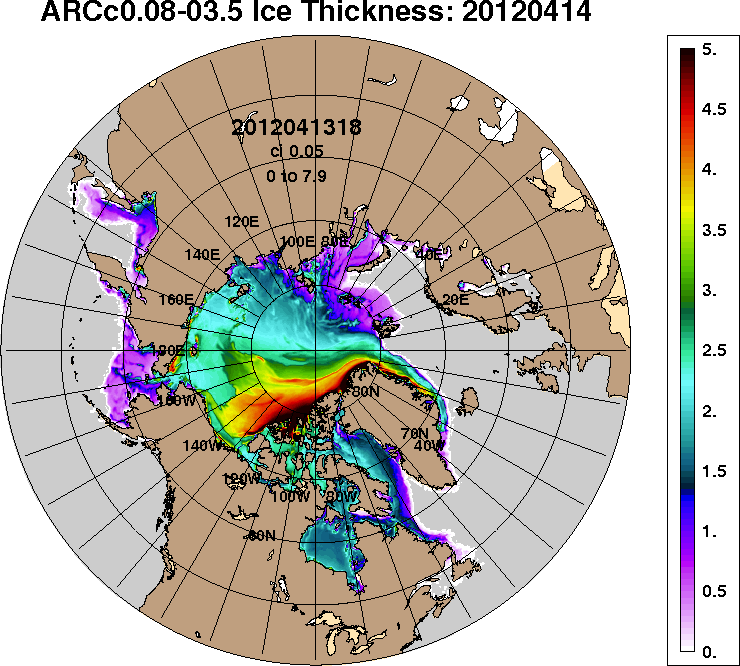 ARCc0.08-03.5 Ice Thickness: 20120414
2012041318
ci 0.05
0 to 7.9
120E
140E
100E
80E
40E
160E
20E
180E
160W
80N
70N
140W
40W
120W
100W
80W
60N
5.
4.5
4.
3.5
3.
2.5
2.
1.5
1.
0.5
0.